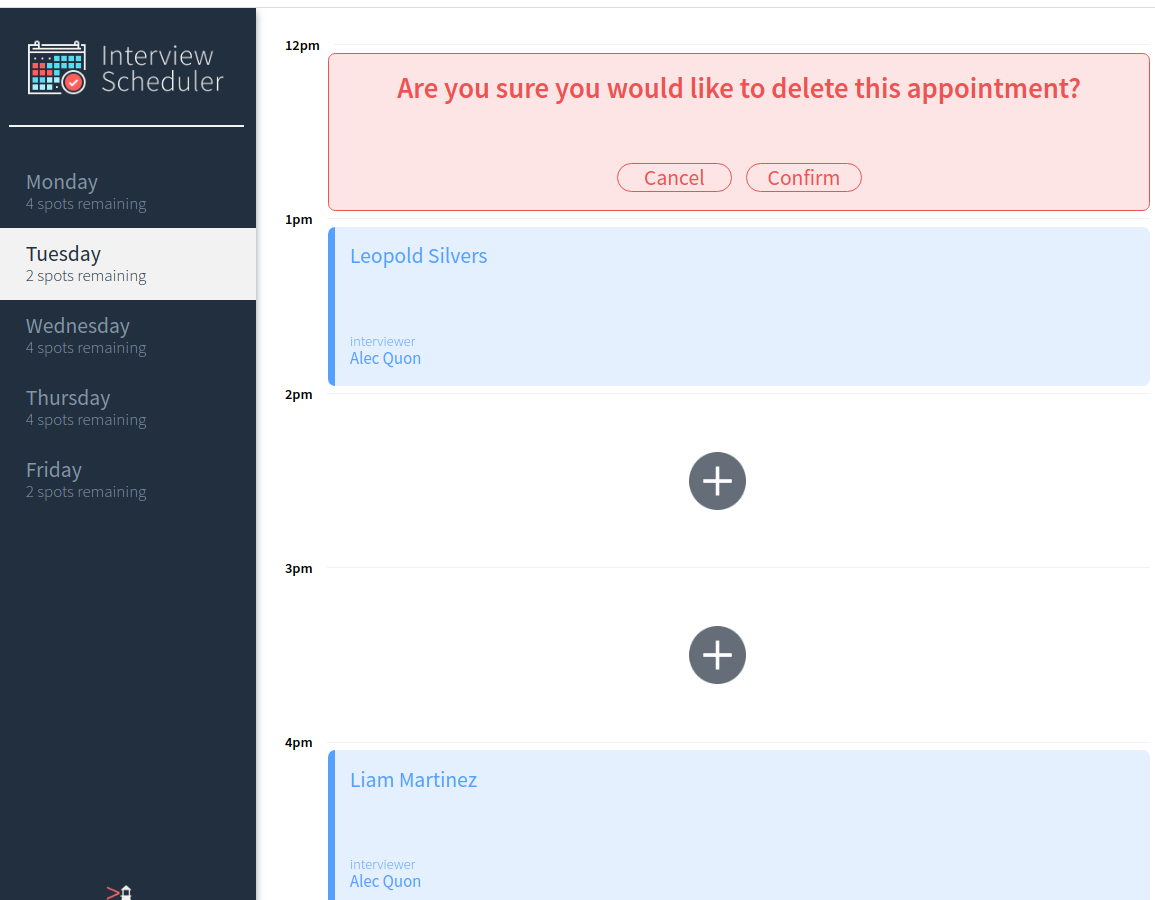 Interview
Scheduler
Monday
4 spots remaining
Tuesday
2 spots remaining
Wednesday
4 spots remaining
Thursday
4 spots remaining
Friday
2 spots remaining
12pm
Are you sure you would like to delete this appointment?
Cancel Confirm
1pm
Leopold Silvers
interviewer
Alec Quon
2pm
3pm
4pm
Liam Martinez
interviewer
Alec Quon